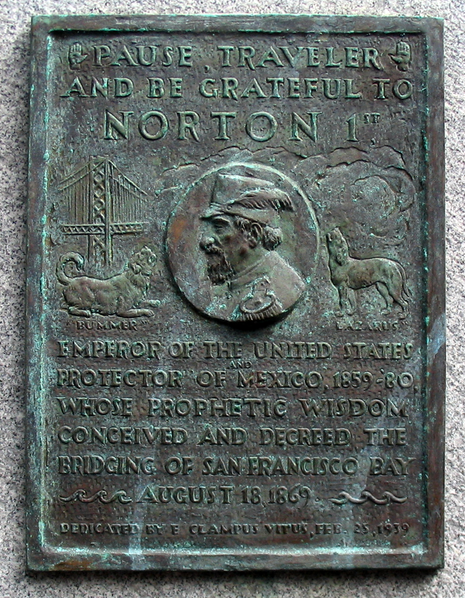 PAUSE, TRAVELER
AND BE GRATEFUL TO
NORTON 1ST
BUMMER
LAZARUS
EMPEROR OF THE UNITED STATES
AND
PROTECTOR OF MEXICO, 1859-80,
WHOSE PROPHETIC WISDOM
CONCEIVED AND DECREED THE
BRIDGING OF SAN FRANCISCO BAY
AUGUST 18, 1869.
DEDICATED BY E CLAMPUS VITUS, FEB. 25, 1939